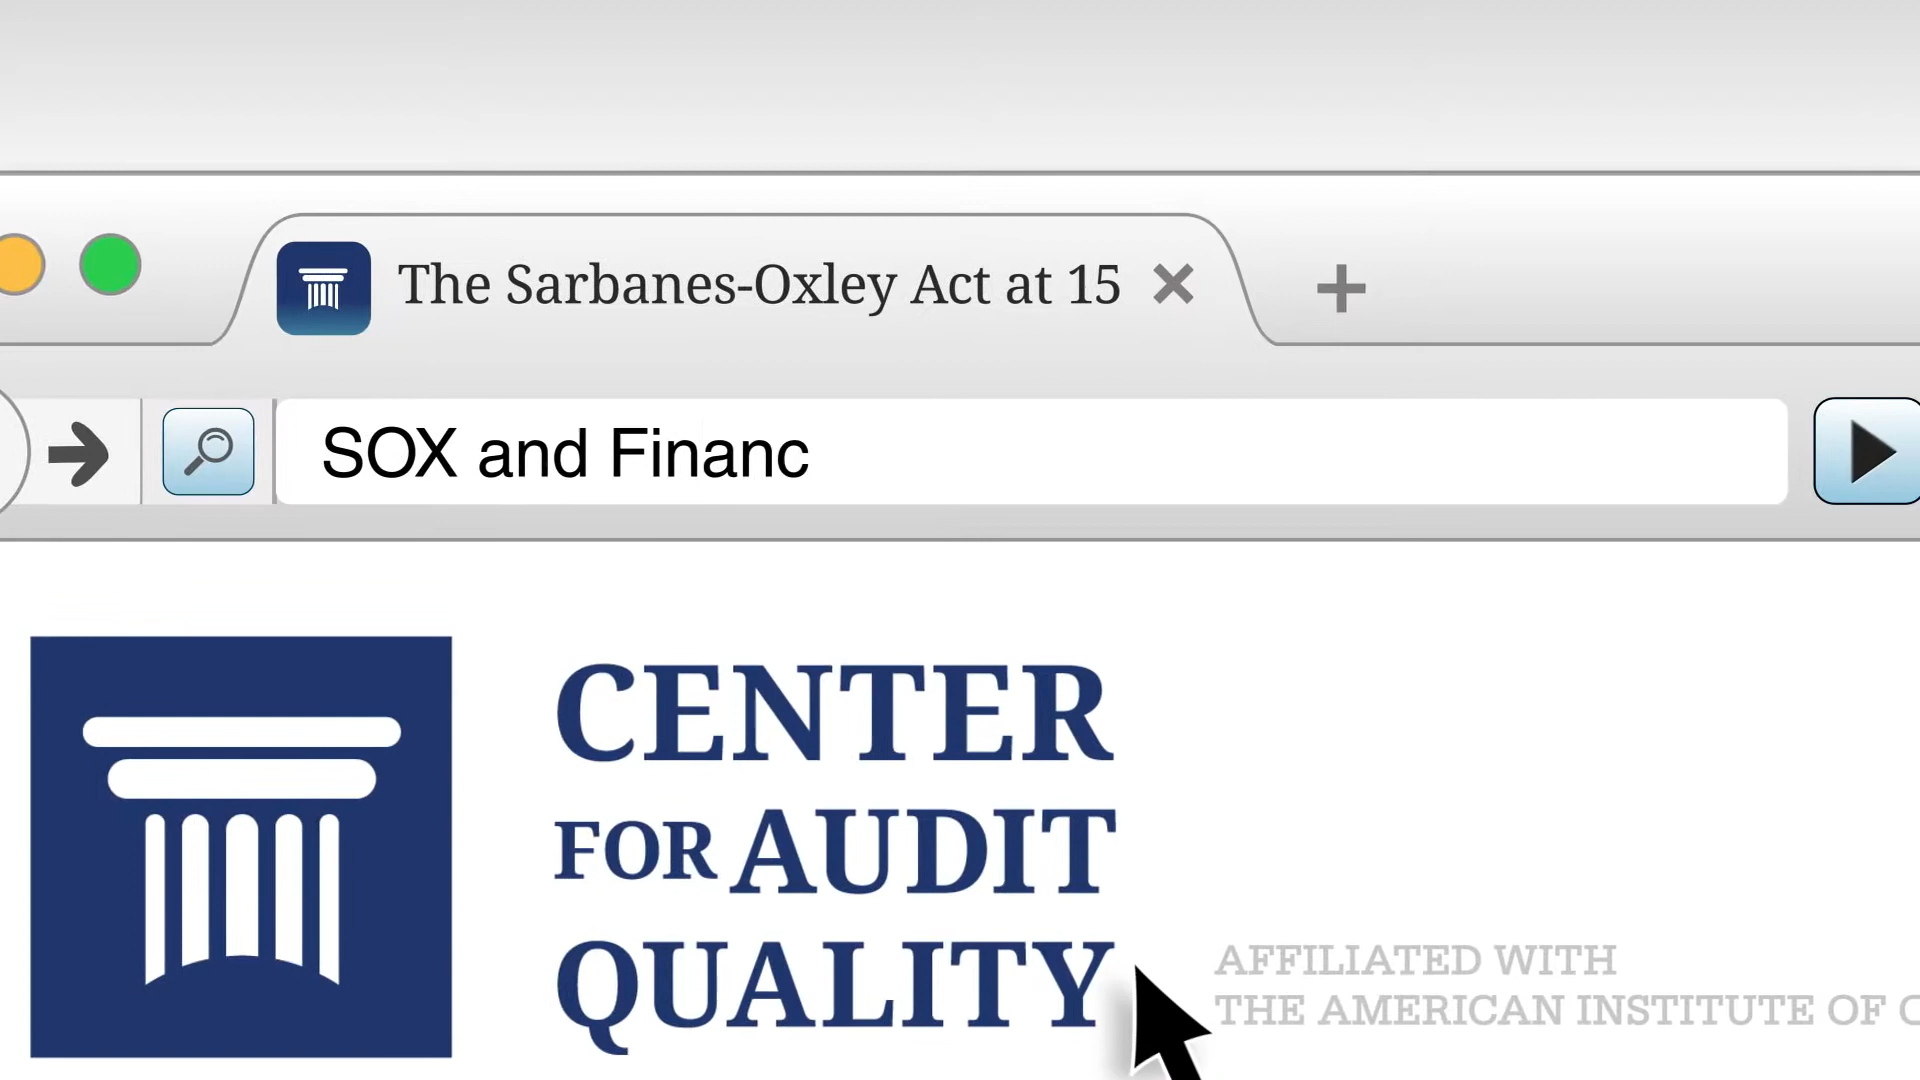 The Sarbanes-Oxley Act at 15
SOX and Financ
CENTER
FOR AUDIT
QUALITY
AFFILIATED WITH
THE AMERICAN INSTITUTE OF